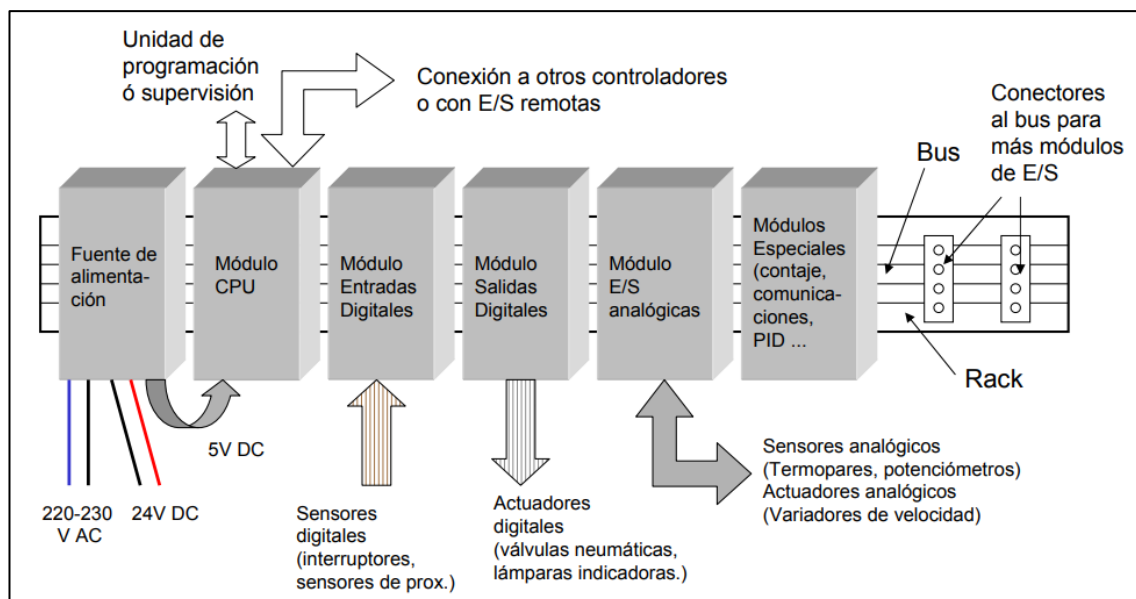 Unidad de
programación
ó supervisión
Conexión a otros controladores
o con E/S remotas
Conectores
al bus para
más módulos
de E/S
Bus
Fuente de
alimenta-
ción
Módulo
CPU
Módulo
Entradas
Digitales
Módulo
Salidas
Digitales
Módulo
E/S
analógicas
Módulos
Especiales
(contaje,
comunica-
ciones,
PID ...
Rack
5V DC
220-230
V AC
24V DC
Sensores
digitales
(interruptores,
sensores de prox.)
Actuadores
digitales
(válvulas neumáticas,
lámparas indicadoras.)
Sensores analógicos
(Termopares, potenciómetros)
Actuadores analógicos
(Variadores de velocidad)